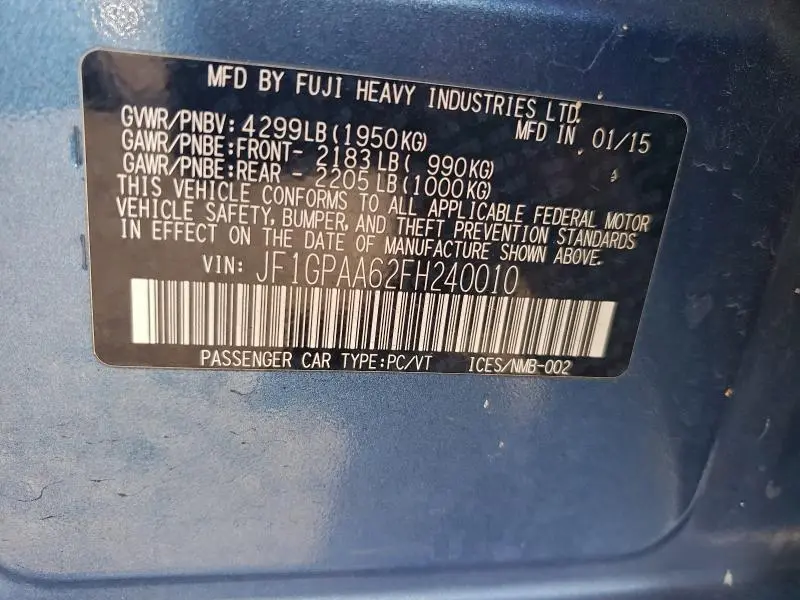 MFD BY FUJI HEAVY INDUSTRIES LTD.
GVWR/PNBV: 4299LB(1950KG) MFD IN 01/15
GAWR/PNBE:FRONT- 2183LB( 990KG)
GAWR/PNBE:REAR - 2205LB(1000KG)
THIS VEHICLE CONFORMS TO ALL APPLICABLE FEDERAL MOTOR
VEHICLE SAFETY, BUMPER, AND THEFT PREVENTION STANDARDS
IN EFFECT ON THE DATE OF MANUFACTURE SHOWN ABOVE.
VIN: JF1GPAA62FH240010
PASSENGER CAR TYPE:PC/VT ICES/NMB-002